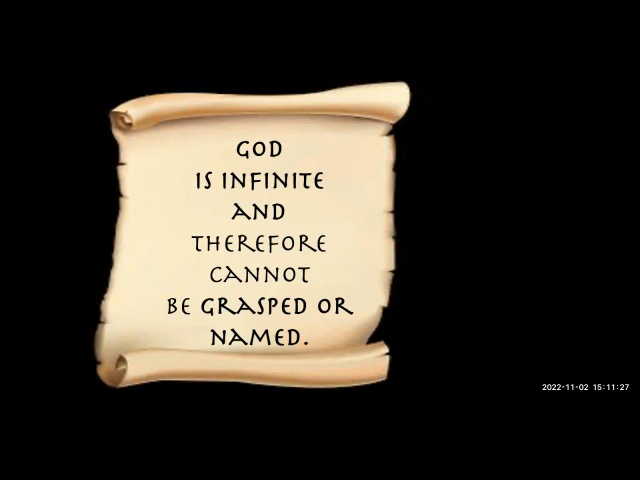 GOD
IS INFINITE
AND
THEREFORE
CANNOT
BE GRASPED OR
NAMED.
2022-11-02 15:11:27